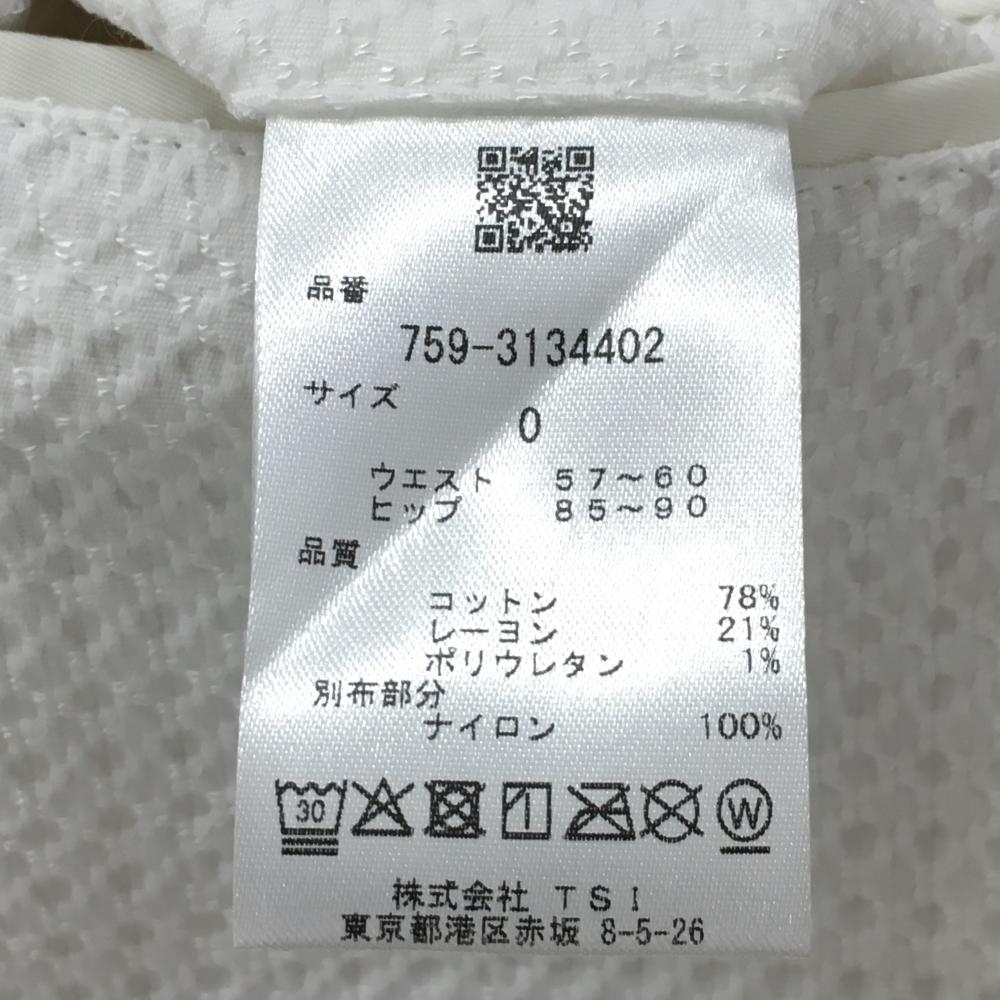 品番
759-3134402
サイズ
0
ウエスト 57～60
ヒップ 85～90
品質
コットン 78%
レーヨン 21%
ポリウレタン 1%
別布部分
ナイロン 100%
30 W
株式会社 TSI
東京都港区赤坂 8-5-26